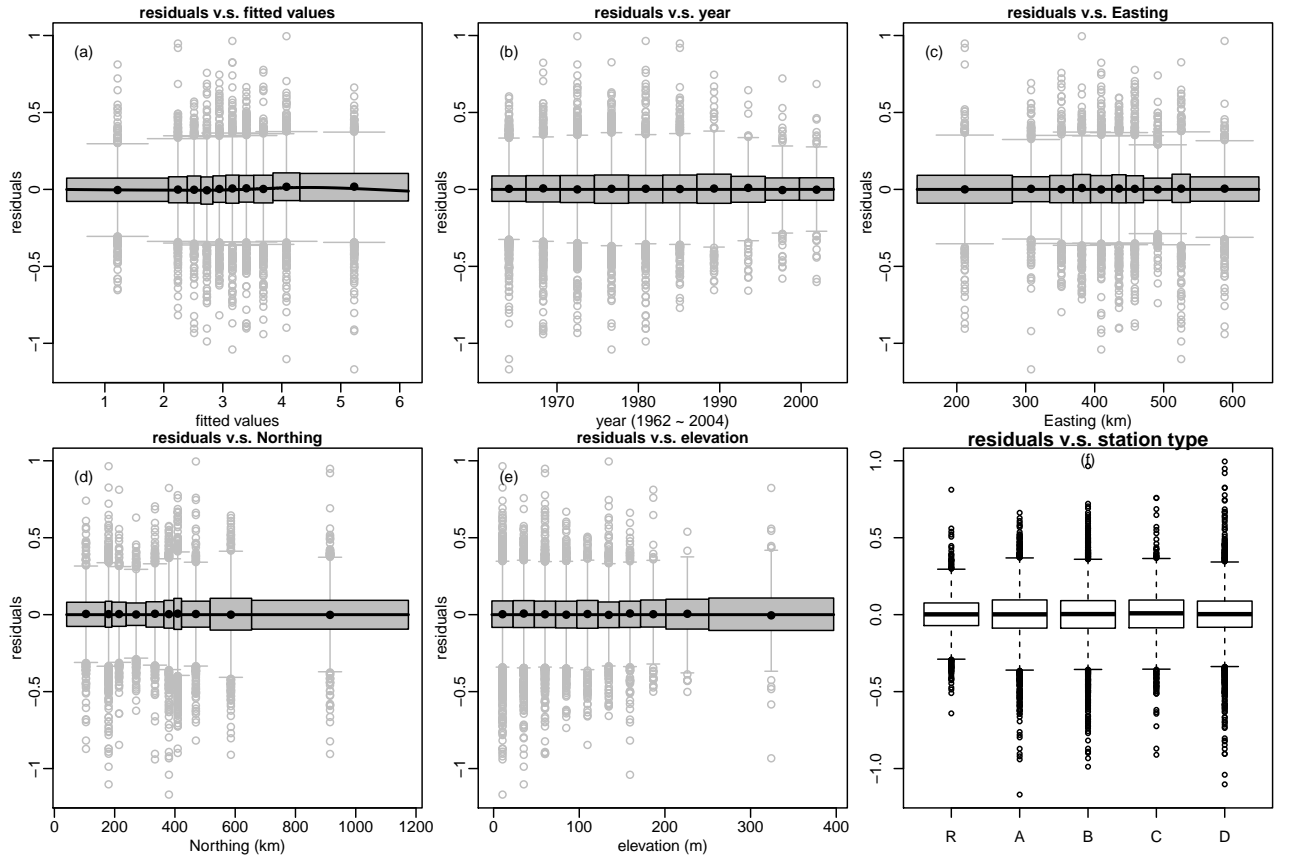 residuals v.s. fitted values
(a)
residuals
1
0.5
0
−0.5
−1
1 2 3 4 5 6
fitted values
residuals v.s. year
(b)
residuals
1
0.5
0
−0.5
−1
1970 1980 1990 2000
year (1962 ~ 2004)
residuals v.s. Easting
(c)
residuals
1
0.5
0
−0.5
−1
200 300 400 500 600
Easting (km)
residuals v.s. Northing
(d)
residuals
1
0.5
0
−0.5
−1
0 200 400 600 800 1000 1200
Northing (km)
residuals v.s. elevation
(e)
residuals
1
0.5
0
−0.5
−1
0 100 200 300 400
elevation (m)
residuals v.s. station type
(f)
1.0
0.5
0.0
−0.5
−1.0
R A B C D